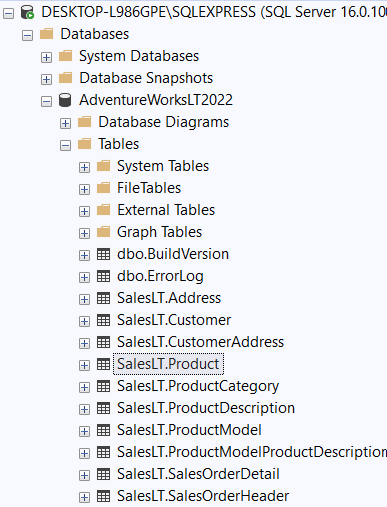 DESKTOP-L986GPE\SQLEXPRESS (SQL Server 16.0.100
Databases
System Databases
Database Snapshots
AdventureWorksLT2022
Database Diagrams
Tables
System Tables
FileTables
External Tables
Graph Tables
dbo.BuildVersion
dbo.ErrorLog
SalesLT.Address
SalesLT.Customer
SalesLT.CustomerAddress
SalesLT.Product
SalesLT.ProductCategory
SalesLT.ProductDescription
SalesLT.ProductModel
SalesLT.ProductModelProductDescription
SalesLT.SalesOrderDetail
SalesLT.SalesOrderHeader